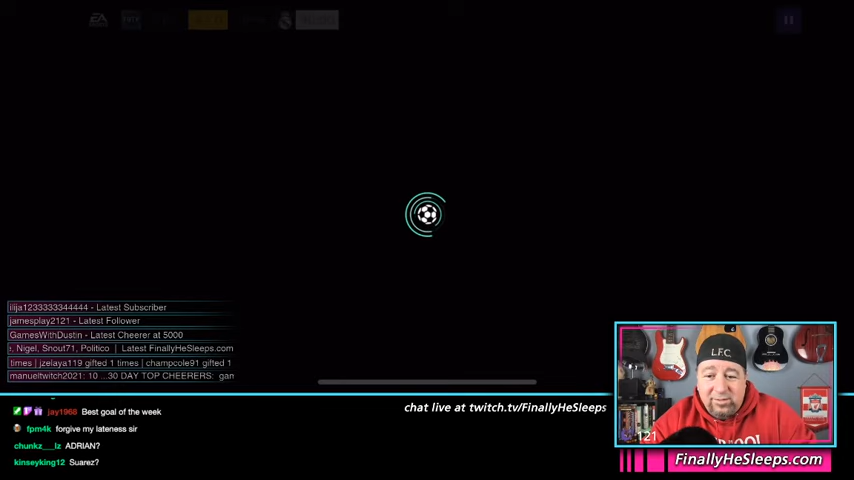 ilija1233333344444 - Latest Subscriber
jamesplay2121 - Latest Follower
GamesWithDustin - Latest Cheerer at 5000
, Nigel, Snout71, Politico | Latest FinallyHeSleeps.com
times | jzelaya119 gifted 1 times | champcole91 gifted 1
manueltwitch2021: 10 ...30 DAY TOP CHEERERS: gam
jay1968 Best goal of the week
fpm4k forgive my lateness sir
chunkz___lz ADRIAN?
kinseyking12 Suarez?
chat live at twitch.tv/FinallyHeSleeps
L.F.C.
121
FinallyHeSleeps.com